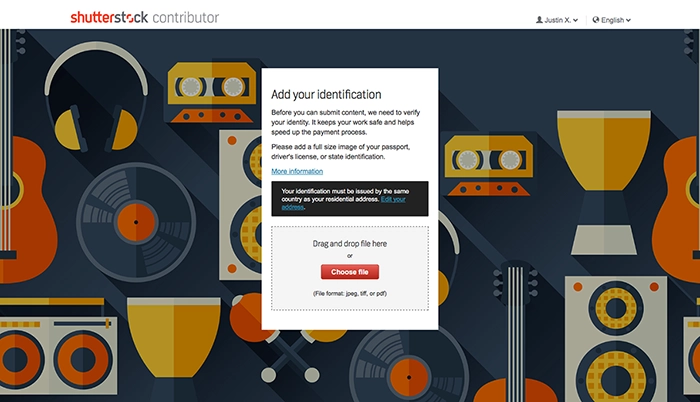 shutterstock contributor
Justin X.
English
Add your identification
Before you can submit content, we need to verify
your identity. It keeps your work safe and helps
speed up the payment process.
Please add a full size image of your passport,
driver's license, or state identification.
More information
Your identification must be issued by the same
country as your residential address. Edit your
address.
Drag and drop file here
or
Choose file
(File format: jpeg, tiff, or pdf)